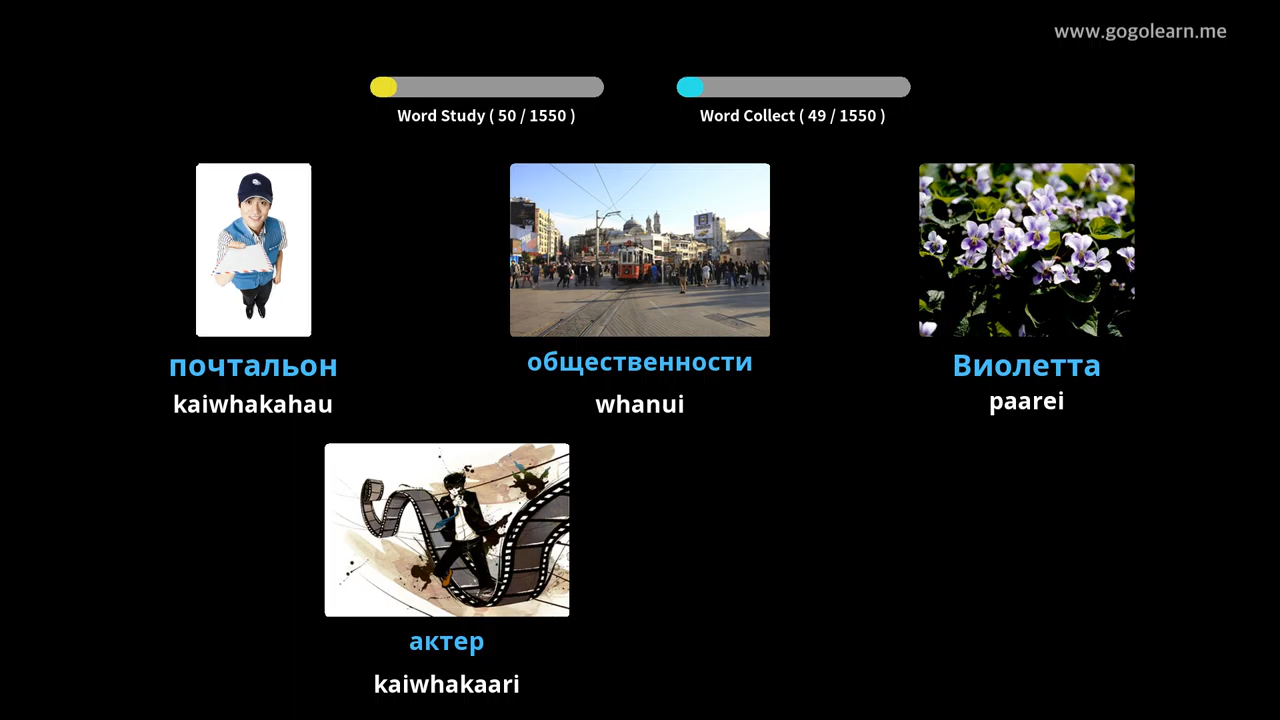 www.gogolearn.me
Word Study ( 50 / 1550 )
Word Collect ( 49 / 1550 )
почтальон
kaiwhakahau
общественности
whanui
Виолетта
paarei
актер
kaiwhakaari